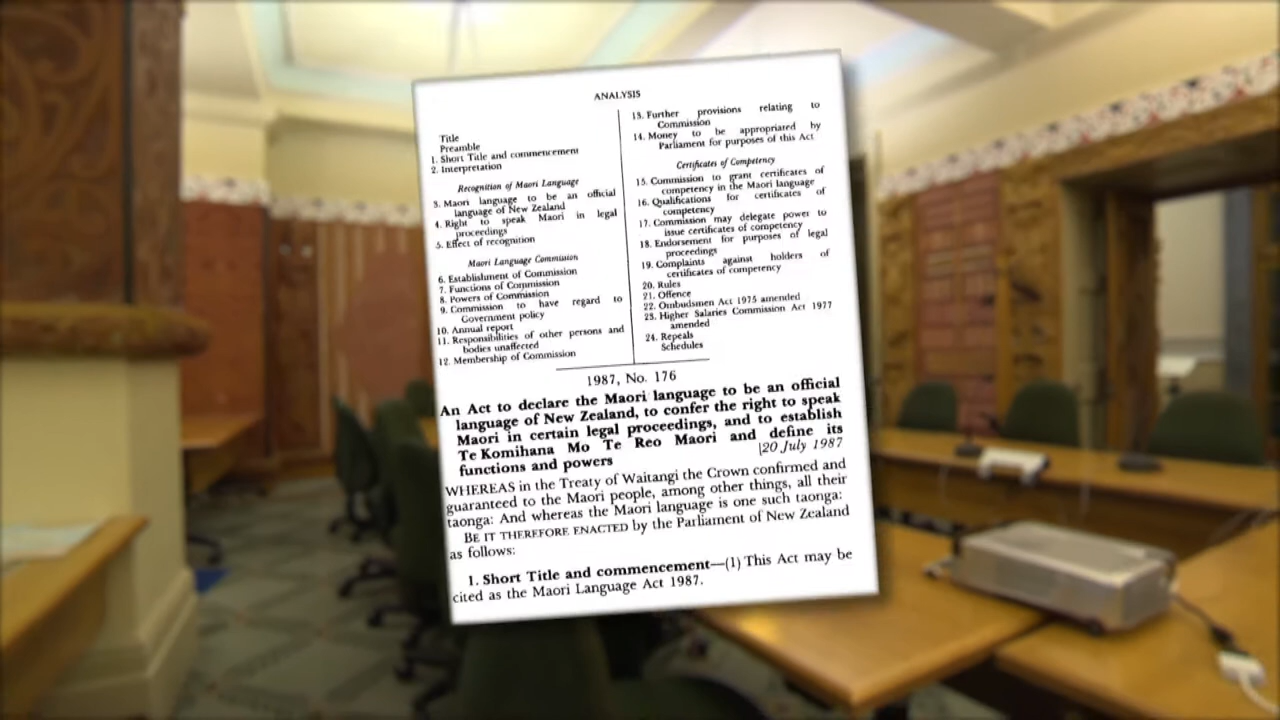 ANALYSIS
Title
Preamble
1. Short Title and commencement
2. Interpretation
Recognition of Maori Language
3. Maori language to be an official
language of New Zealand
4. Right to speak Maori in legal
proceedings
5. Effect of recognition
Maori Language Commission
6. Establishment of Commission
7. Functions of Commission
8. Powers of Commission
9. Commission to have regard to
Government policy
10. Annual report
11. Responsibilities of other persons and
bodies unaffected
12. Membership of Commission
13. Further provisions relating to
Commission
14. Money to be appropriated by
Parliament for purposes of this Act
Certificates of Competency
15. Commission to grant certificates of
competency in the Maori language
16. Qualifications for certificates of
competency
17. Commission may delegate power to
issue certificates of competency
18. Endorsement for purposes of legal
proceedings
19. Complaints against holders of
certificates of competency
20. Rules
21. Offence
22. Ombudsmen Act 1975 amended
23. Higher Salaries Commission Act 1977
amended
24. Repeals
Schedules
1987, No. 176
An Act to declare the Maori language to be an official
language of New Zealand, to confer the right to speak
Maori in certain legal proceedings, and to establish
Te Komihana Mo Te Reo Maori and define its
functions and powers [20 July 1987
WHEREAS in the Treaty of Waitangi the Crown confirmed and
guaranteed to the Maori people, among other things, all their
taonga: And whereas the Maori language is one such taonga:
BE IT THEREFORE ENACTED by the Parliament of New Zealand
as follows:
1. Short Title and commencement—(1) This Act may be
cited as the Maori Language Act 1987.